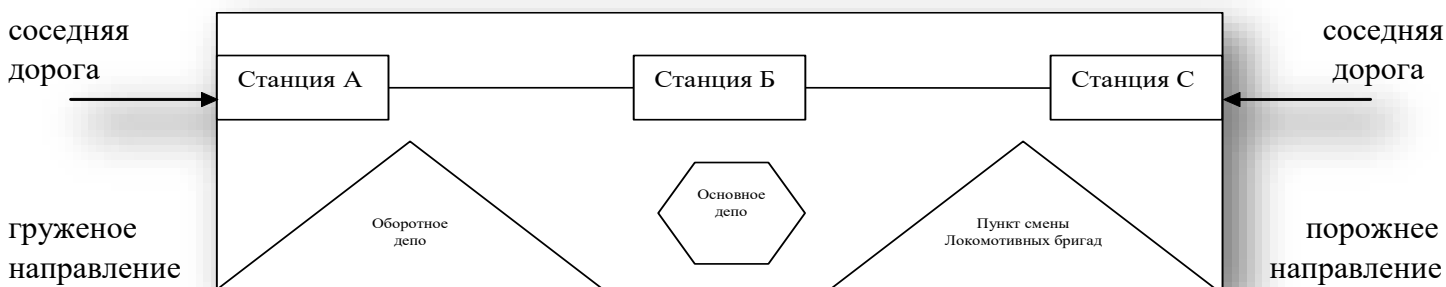 соседняя
дорога
Станция А
Станция Б
Станция С
соседняя
дорога
Основное
депо
Оборотное
депо
Пункт смены
Локомотивных бригад
груженое
направление
порожнее
направление